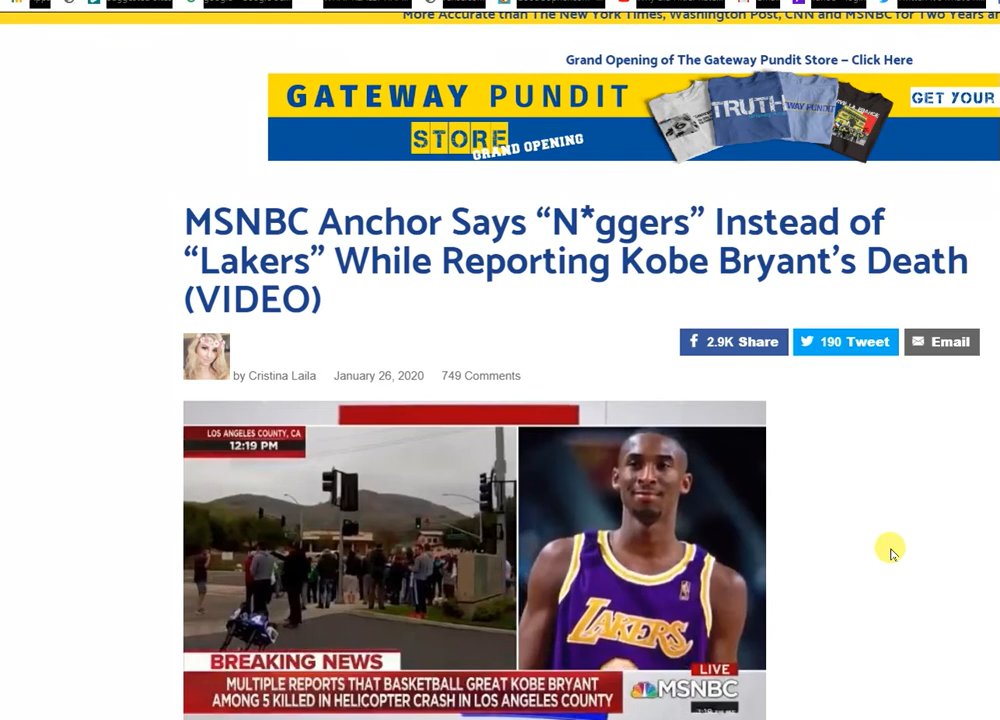 More Accurate than The New York Times, Washington Post, CNN and MSNBC for Two Years
Grand Opening of The Gateway Pundit Store – Click Here
GATEWAY PUNDIT
STORE
GRAND OPENING
TRUTH
WAY PUNDIT
GET YOUR
MSNBC Anchor Says “N*ggers” Instead of
“Lakers” While Reporting Kobe Bryant’s Death
(VIDEO)
2.9K Share
190 Tweet
Email
by Cristina Laila January 26, 2020 749 Comments
LOS ANGELES COUNTY, CA
12:19 PM
LAKERS
BREAKING NEWS
LIVE
MULTIPLE REPORTS THAT BASKETBALL GREAT KOBE BRYANT
AMONG 5 KILLED IN HELICOPTER CRASH IN LOS ANGELES COUNTY
MSNBC